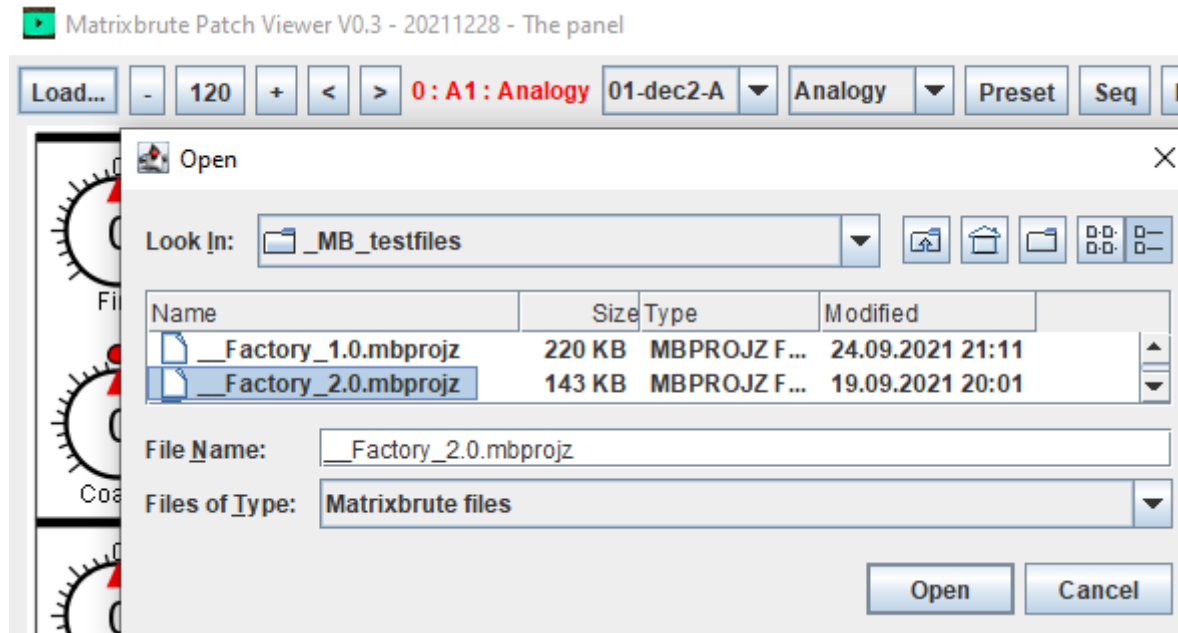 Matrixbrute Patch Viewer V0.3 - 20211228 - The panel
Load... - 120 + < > 0 : A1 : Analogy 01-dec2-A Analogy Preset Seq
Open
Look In: _MB_testfiles
Name Size Type Modified
__Factory_1.0.mbprojz 220 KB MBPROJZ F... 24.09.2021 21:11
__Factory_2.0.mbprojz 143 KB MBPROJZ F... 19.09.2021 20:01
File Name: __Factory_2.0.mbprojz
Files of Type: Matrixbrute files
Open Cancel